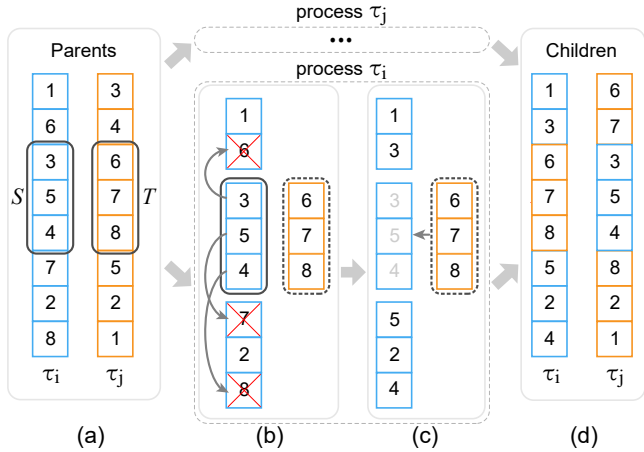 process τj
...
process τi
Parents
1 3
6 4
3 6
S 5 7 T
4 8
7 5
2 2
8 1
τi τj
(a)
1
6
3 6
5 7
4 8
7
2
8
(b)
1
3
3 6
5 7
4 8
5
2
4
(c)
Children
1 6
3 7
6 3
7 5
8 4
5 8
2 2
4 1
τi τj
(d)